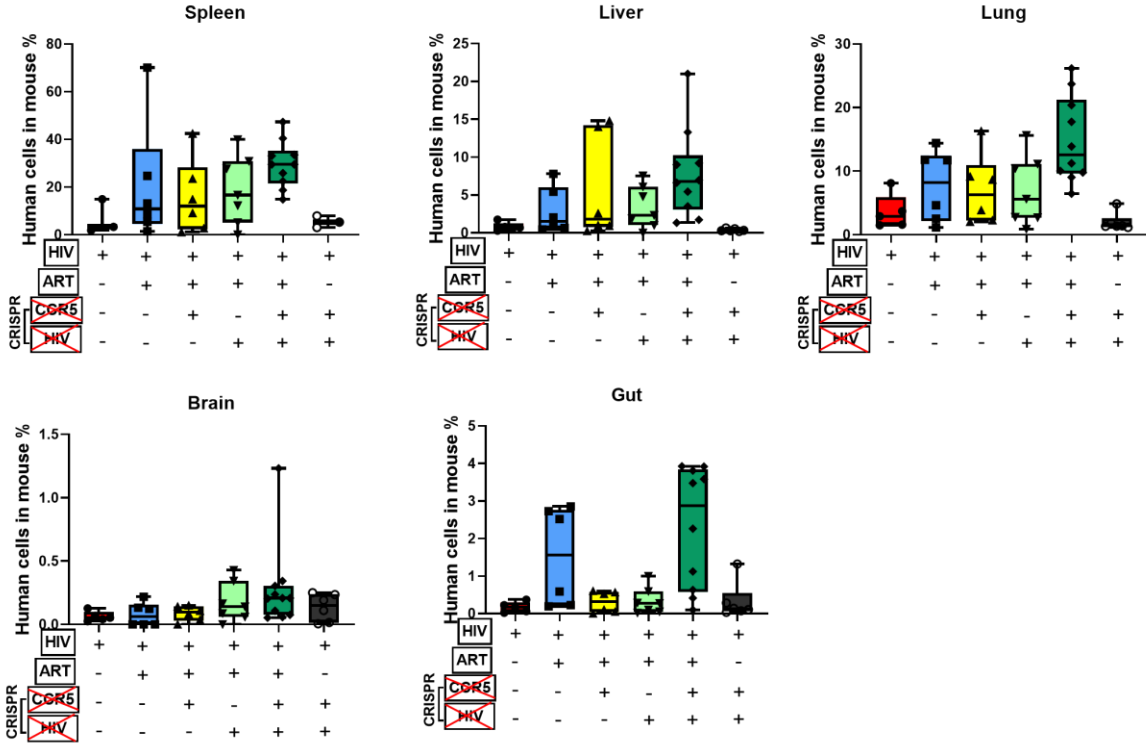 Spleen
Human cells in mouse %
80
60
40
20
0
HIV + + + + + +
ART - + + + + -
CRISPR
CCR5 - - + - + +
HIV - - - + + +
Liver
Human cells in mouse %
25
20
15
10
5
0
HIV + + + + + +
ART - + + + + -
CRISPR
CCR5 - - + - + +
HIV - - - + + +
Lung
Human cells in mouse %
30
20
10
0
HIV + + + + + +
ART - + + + + -
CRISPR
CCR5 - - + - + +
HIV - - - + + +
Brain
Human cells in mouse %
1.5
1.0
0.5
0.0
HIV + + + + + +
ART - + + + + -
CRISPR
CCR5 - - + - + +
HIV - - - + + +
Gut
Human cells in mouse %
5
4
3
2
1
0
HIV + + + + + +
ART - + + + + -
CRISPR
CCR5 - - + - + +
HIV - - - + + +